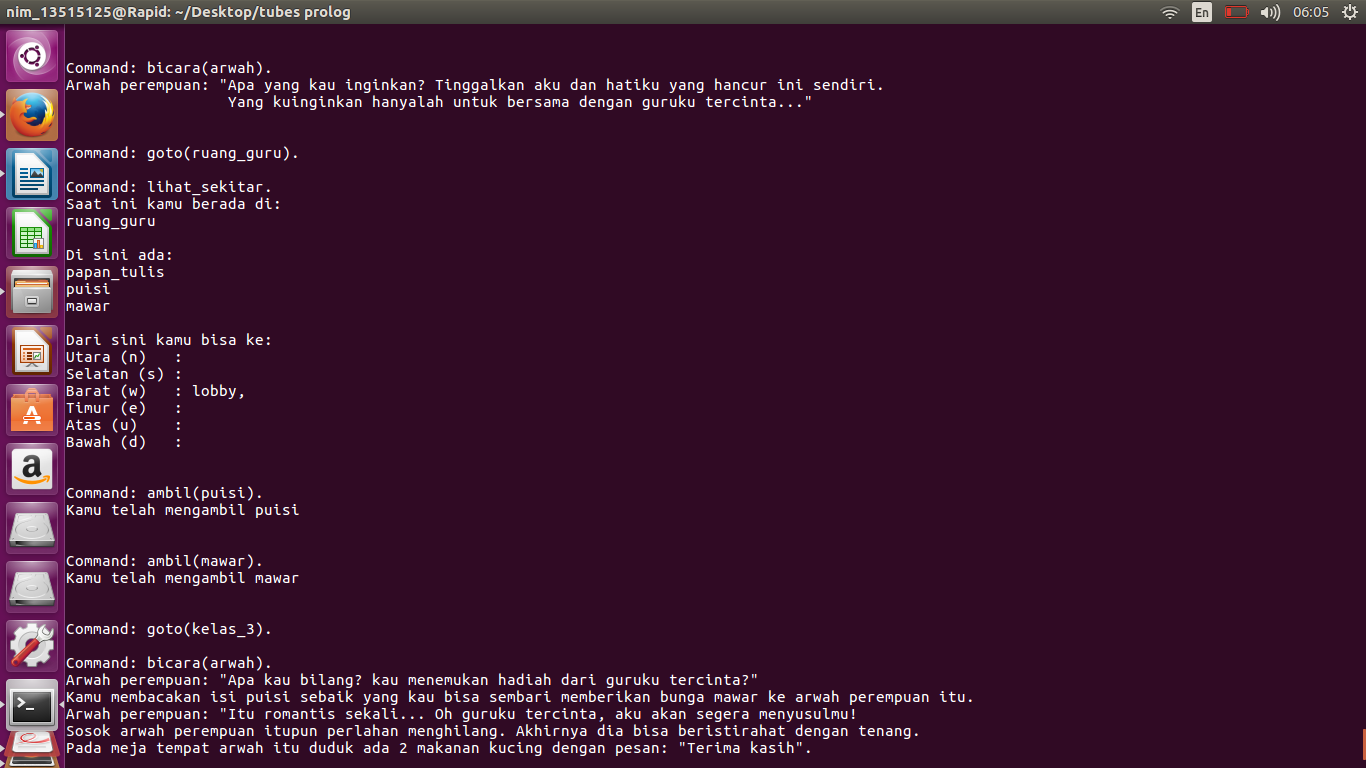 nim_13515125@Rapid: ~/Desktop/tubes prolog
En
06:05
Command: bicara(arwah).
Arwah perempuan: "Apa yang kau inginkan? Tinggalkan aku dan hatiku yang hancur ini sendiri.
Yang kuinginkan hanyalah untuk bersama dengan guruku tercinta..."
Command: goto(ruang_guru).
Command: lihat_sekitar.
Saat ini kamu berada di:
ruang_guru
Di sini ada:
papan_tulis
puisi
mawar
Dari sini kamu bisa ke:
Utara (n)   :
Selatan (s) :
Barat (w)   : lobby,
Timur (e)   :
Atas (u)    :
Bawah (d)   :
Command: ambil(puisi).
Kamu telah mengambil puisi
Command: ambil(mawar).
Kamu telah mengambil mawar
Command: goto(kelas_3).
Command: bicara(arwah).
Arwah perempuan: "Apa kau bilang? kau menemukan hadiah dari guruku tercinta?"
Kamu membacakan isi puisi sebaik yang kau bisa sembari memberikan bunga mawar ke arwah perempuan itu.
Arwah perempuan: "Itu romantis sekali... Oh guruku tercinta, aku akan segera menyusulmu!
Sosok arwah perempuan itupun perlahan menghilang. Akhirnya dia bisa beristirahat dengan tenang.
Pada meja tempat arwah itu duduk ada 2 makanan kucing dengan pesan: "Terima kasih".